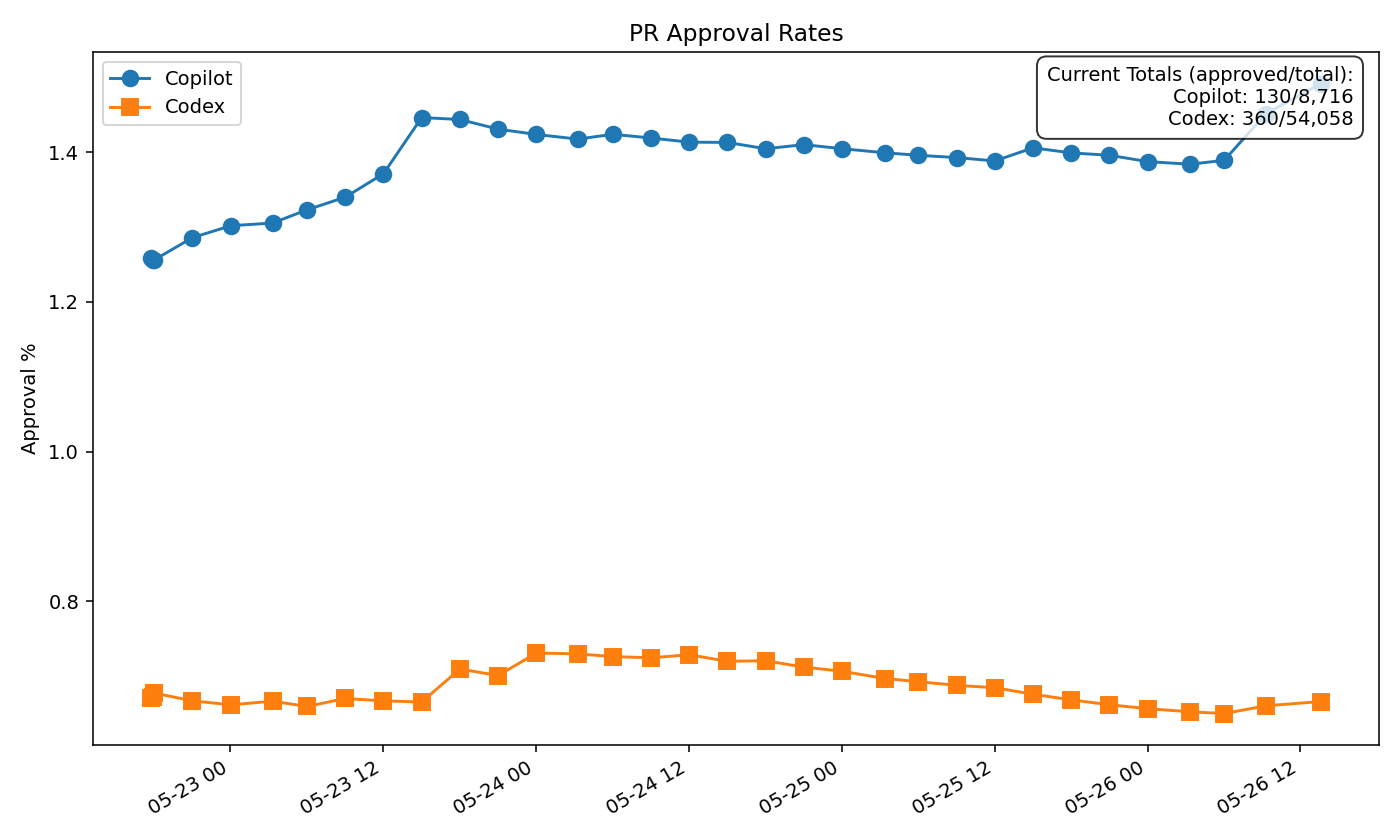 PR Approval Rates
Copilot
Codex
Current Totals (approved/total):
Copilot: 130/8,716
Codex: 360/54,058
Approval %
1.4
1.2
1.0
0.8
05-23 00
05-23 12
05-24 00
05-24 12
05-25 00
05-25 12
05-26 00
05-26 12